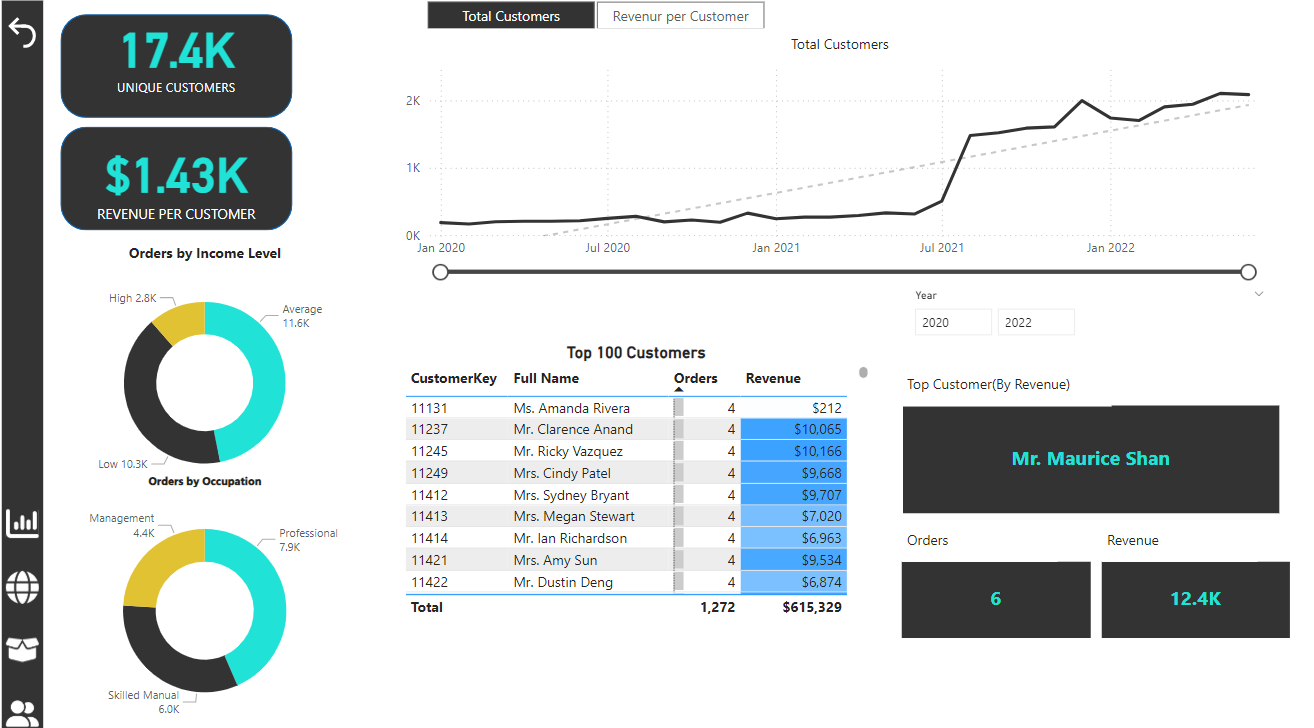 17.4K
UNIQUE CUSTOMERS
$1.43K
REVENUE PER CUSTOMER
Orders by Income Level
High 2.8K
Average
11.6K
Low 10.3K
Orders by Occupation
Management
4.4K
Professional
7.9K
Skilled Manual
6.0K
Total Customers
Revenur per Customer
Total Customers
2K
1K
0K
Jan 2020 Jul 2020 Jan 2021 Jul 2021 Jan 2022
Year
2020 2022
Top 100 Customers
CustomerKey Full Name Orders Revenue
11131 Ms. Amanda Rivera 4 $212
11237 Mr. Clarence Anand 4 $10,065
11245 Mr. Ricky Vazquez 4 $10,166
11249 Mrs. Cindy Patel 4 $9,668
11412 Mrs. Sydney Bryant 4 $9,707
11413 Mrs. Megan Stewart 4 $7,020
11414 Mr. Ian Richardson 4 $6,963
11421 Mrs. Amy Sun 4 $9,534
11422 Mr. Dustin Deng 4 $6,874
Total 1,272 $615,329
Top Customer(By Revenue)
Mr. Maurice Shan
Orders
6
Revenue
12.4K